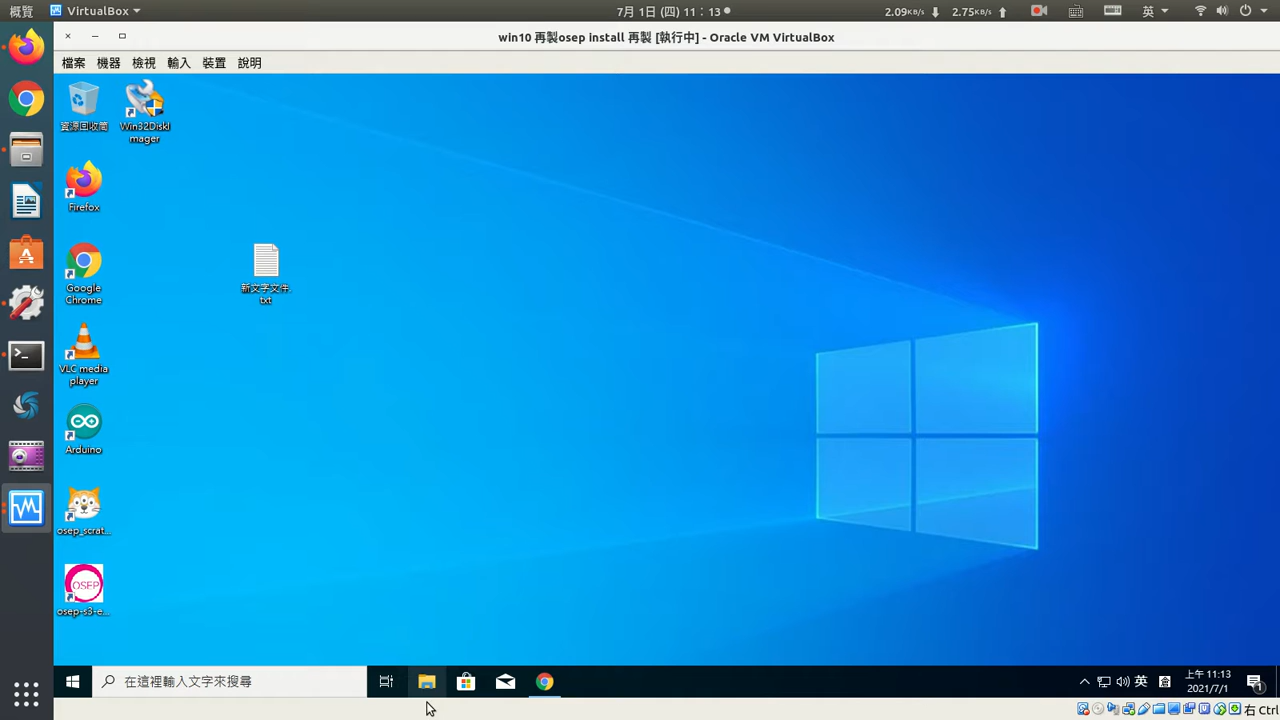 概覽
VirtualBox
7月 1日 (四) 11：13
2.09KB/s
2.75KB/s
英
win10 再製osep install 再製 [執行中] - Oracle VM VirtualBox
檔案
機器
檢視
輸入
裝置
說明
資源回收筒
Win32DiskI
mager
Firefox
Google
Chrome
新文字文件.
txt
VLC media
player
Arduino
osep_scrat...
OSEP
osep-s3-e...
在這裡輸入文字來搜尋
英
上午 11:13
2021/7/1
1
右 Ctrl